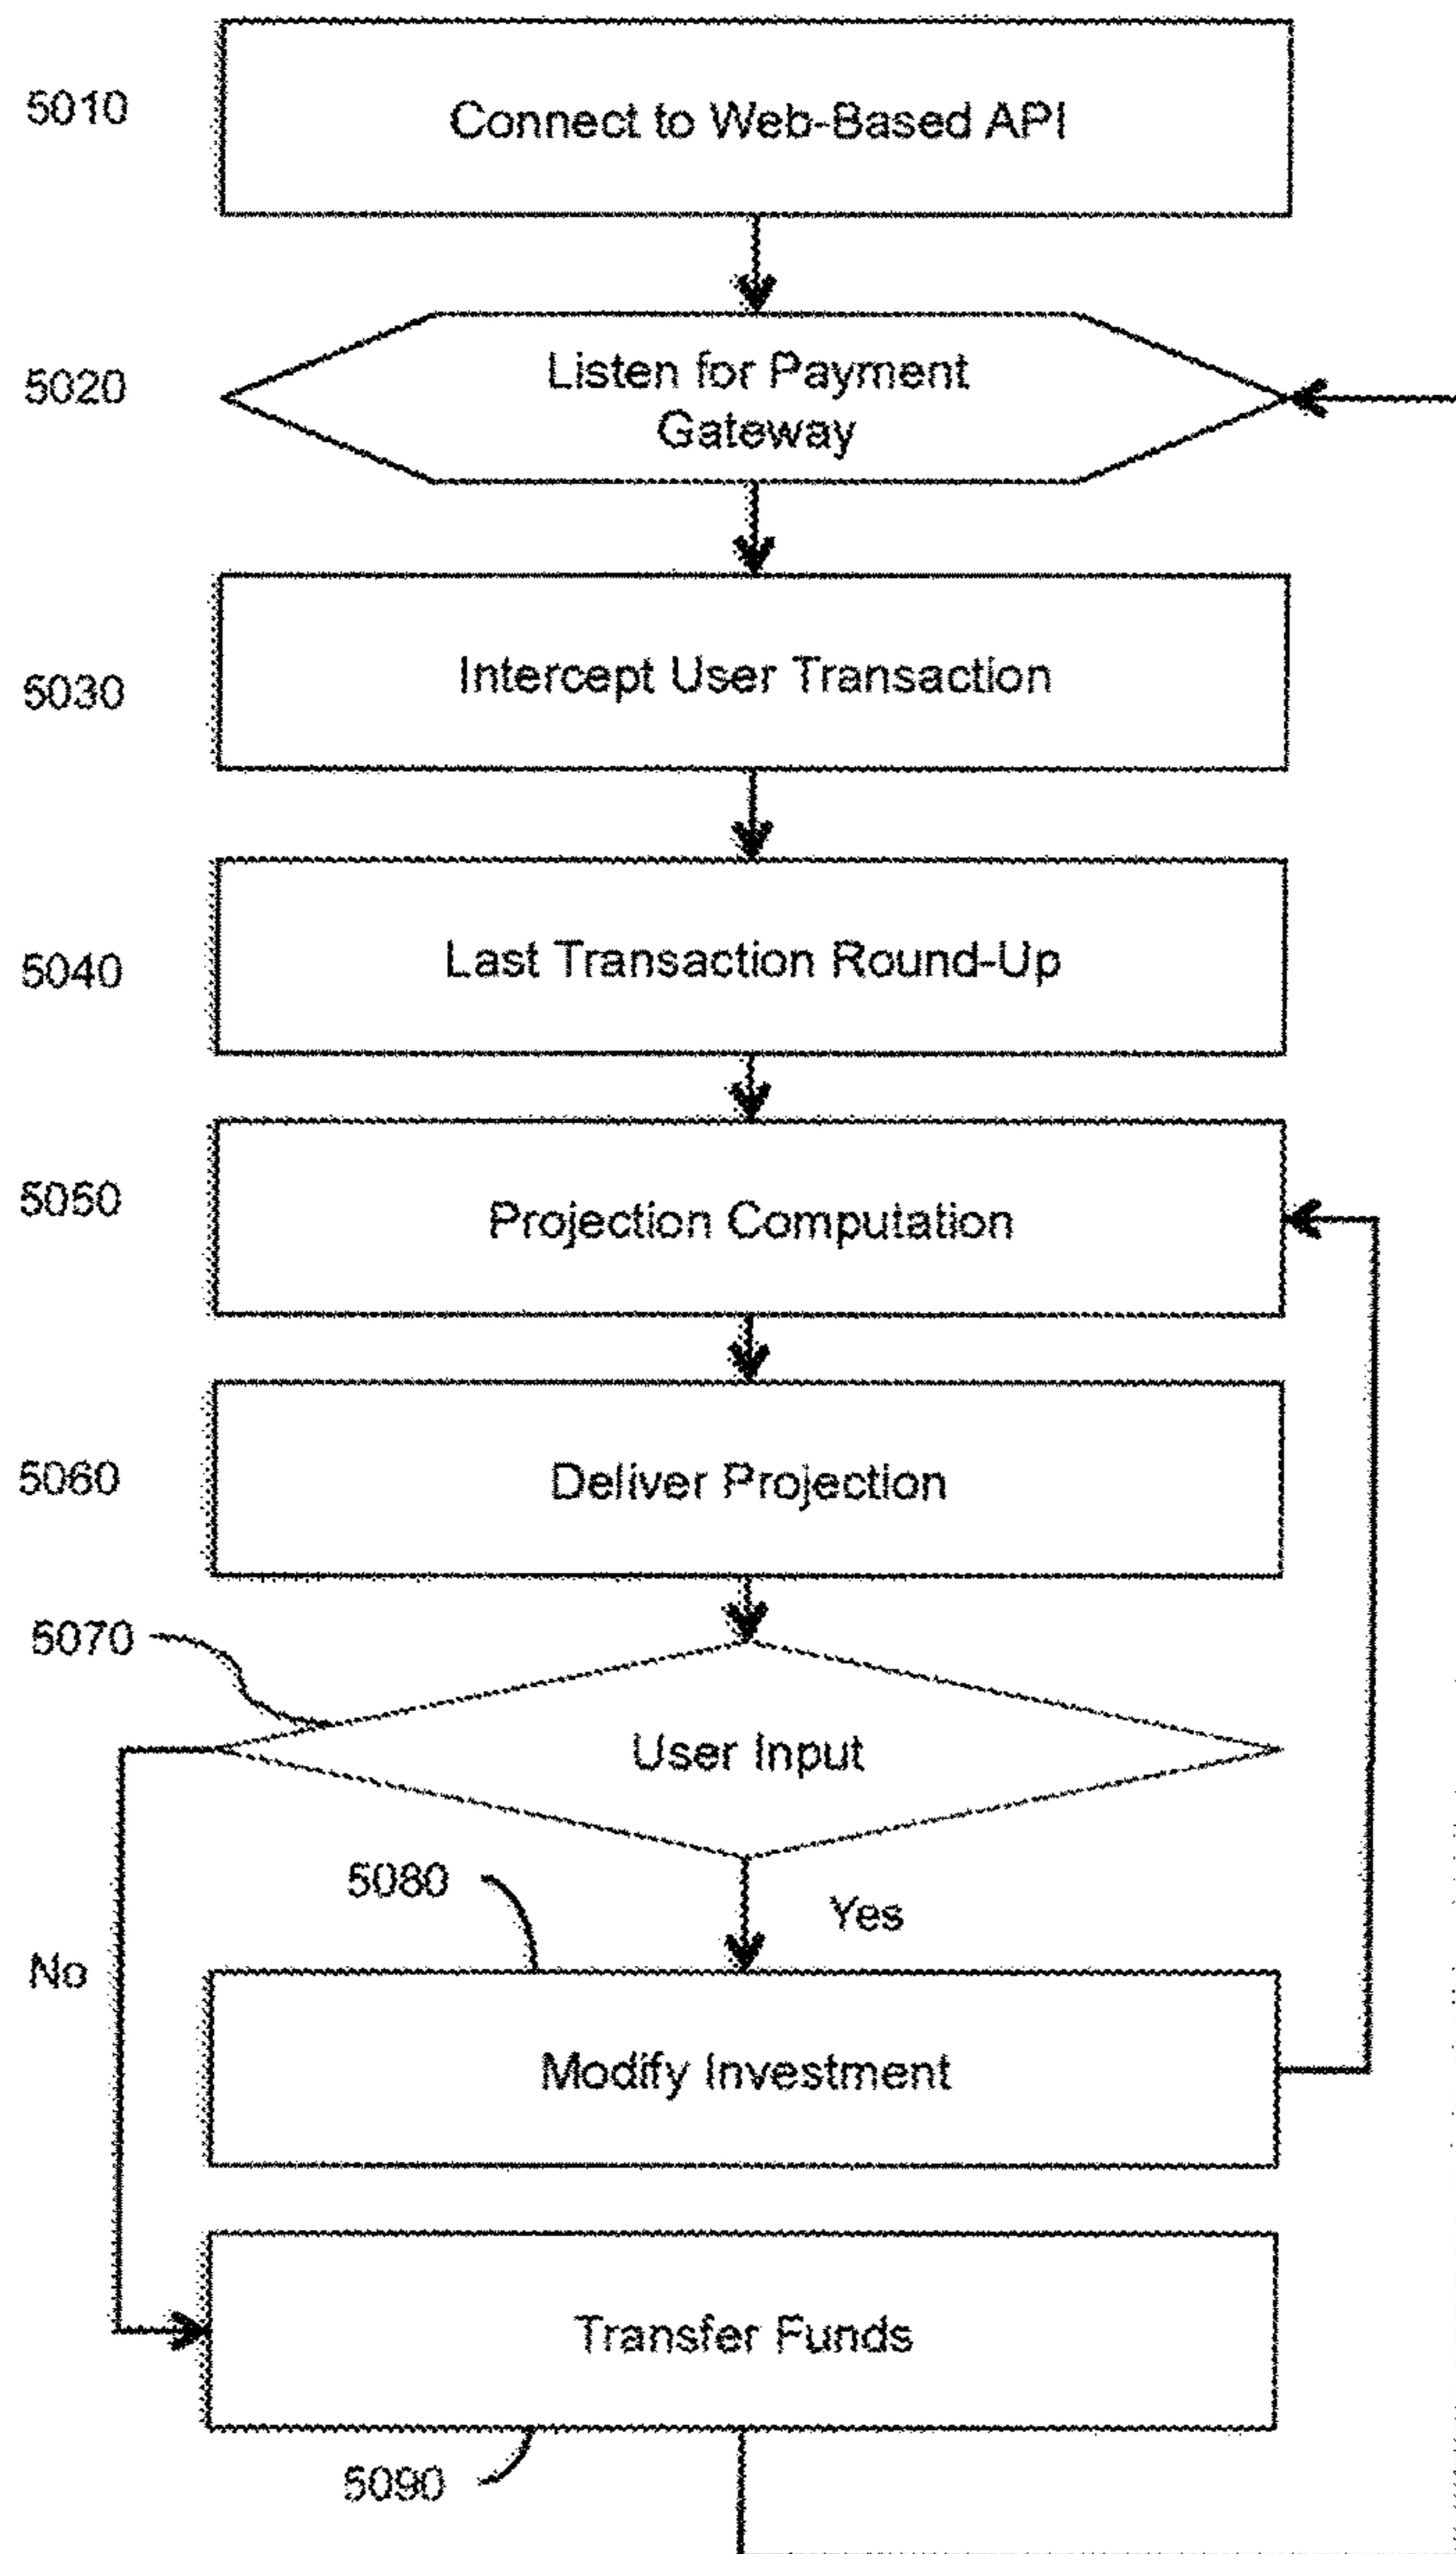 5010
Connect to Web-Based API
5020
Listen for Payment
Gateway
5030
Intercept User Transaction
5040
Last Transaction Round-Up
5050
Projection Computation
5060
Deliver Projection
5070
User Input
5080
Yes
No
Modify Investment
Transfer Funds
5090